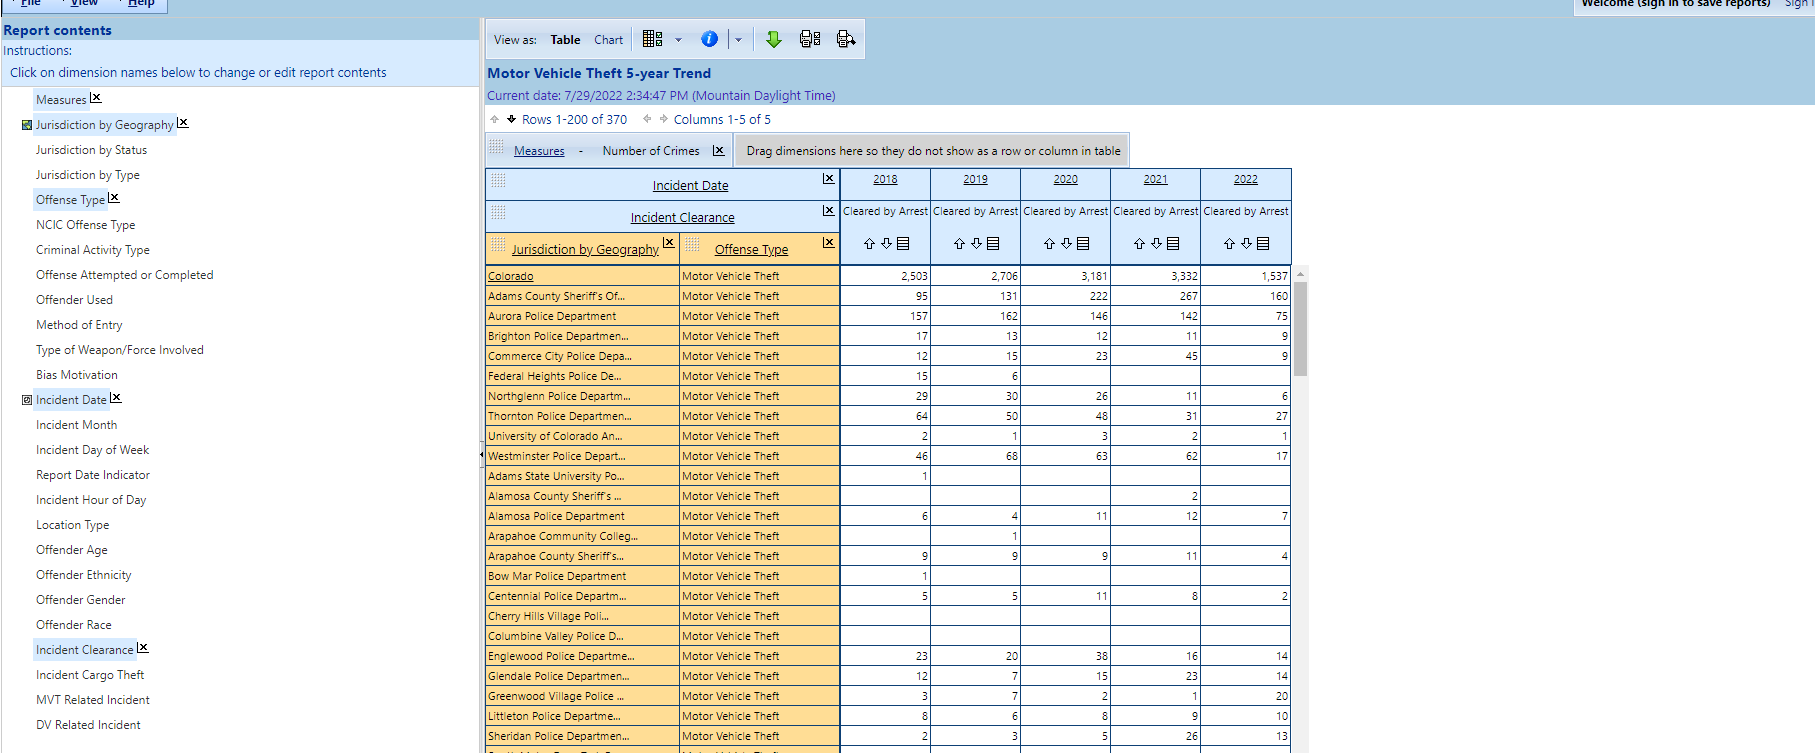 File View Help
Welcome (sign in to save reports) Sign
Report contents
Instructions:
Click on dimension names below to change or edit report contents
Measures
Jurisdiction by Geography
Jurisdiction by Status
Jurisdiction by Type
Offense Type
NCIC Offense Type
Criminal Activity Type
Offense Attempted or Completed
Offender Used
Method of Entry
Type of Weapon/Force Involved
Bias Motivation
Incident Date
Incident Month
Incident Day of Week
Report Date Indicator
Incident Hour of Day
Location Type
Offender Age
Offender Ethnicity
Offender Gender
Offender Race
Incident Clearance
Incident Cargo Theft
MVT Related Incident
DV Related Incident
View as: Table Chart
Motor Vehicle Theft 5-year Trend
Current date: 7/29/2022 2:34:47 PM (Mountain Daylight Time)
Rows 1-200 of 370 Columns 1-5 of 5
Measures - Number of Crimes Drag dimensions here so they do not show as a row or column in table
Incident Date 2018 2019 2020 2021 2022
Incident Clearance Cleared by Arrest Cleared by Arrest Cleared by Arrest Cleared by Arrest Cleared by Arrest
Jurisdiction by Geography Offense Type
Colorado Motor Vehicle Theft 2,503 2,706 3,181 3,332 1,537
Adams County Sheriff's Of... Motor Vehicle Theft 95 131 222 267 160
Aurora Police Department Motor Vehicle Theft 157 162 146 142 75
Brighton Police Departmen... Motor Vehicle Theft 17 13 12 11 9
Commerce City Police Depa... Motor Vehicle Theft 12 15 23 45 9
Federal Heights Police De... Motor Vehicle Theft 15 6
Northglenn Police Departm... Motor Vehicle Theft 29 30 26 11 6
Thornton Police Departmen... Motor Vehicle Theft 64 50 48 31 27
University of Colorado An... Motor Vehicle Theft 2 1 3 2 1
Westminster Police Depart... Motor Vehicle Theft 46 68 63 62 17
Adams State University Po... Motor Vehicle Theft 1
Alamosa County Sheriff's ... Motor Vehicle Theft 2
Alamosa Police Department Motor Vehicle Theft 6 4 11 12 7
Arapahoe Community Colleg... Motor Vehicle Theft 1
Arapahoe County Sheriff's... Motor Vehicle Theft 9 9 9 11 4
Bow Mar Police Department Motor Vehicle Theft 1
Centennial Police Departm... Motor Vehicle Theft 5 5 11 8 2
Cherry Hills Village Poli... Motor Vehicle Theft
Columbine Valley Police D... Motor Vehicle Theft
Englewood Police Departme... Motor Vehicle Theft 23 20 38 16 14
Glendale Police Departmen... Motor Vehicle Theft 12 7 15 23 14
Greenwood Village Police ... Motor Vehicle Theft 3 7 2 1 20
Littleton Police Departme... Motor Vehicle Theft 8 6 8 9 10
Sheridan Police Departmen... Motor Vehicle Theft 2 3 5 26 13